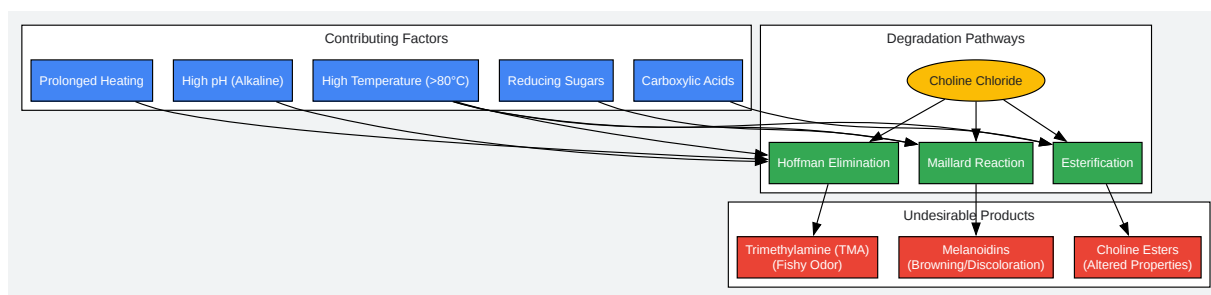 Contributing Factors
Degradation Pathways
Prolonged Heating
High pH (Alkaline)
High Temperature (>80°C)
Reducing Sugars
Carboxylic Acids
Choline Chloride
Hoffman Elimination
Maillard Reaction
Esterification
Undesirable Products
Trimethylamine (TMA)
(Fishy Odor)
Melanoidins
(Browning/Discoloration)
Choline Esters
(Altered Properties)